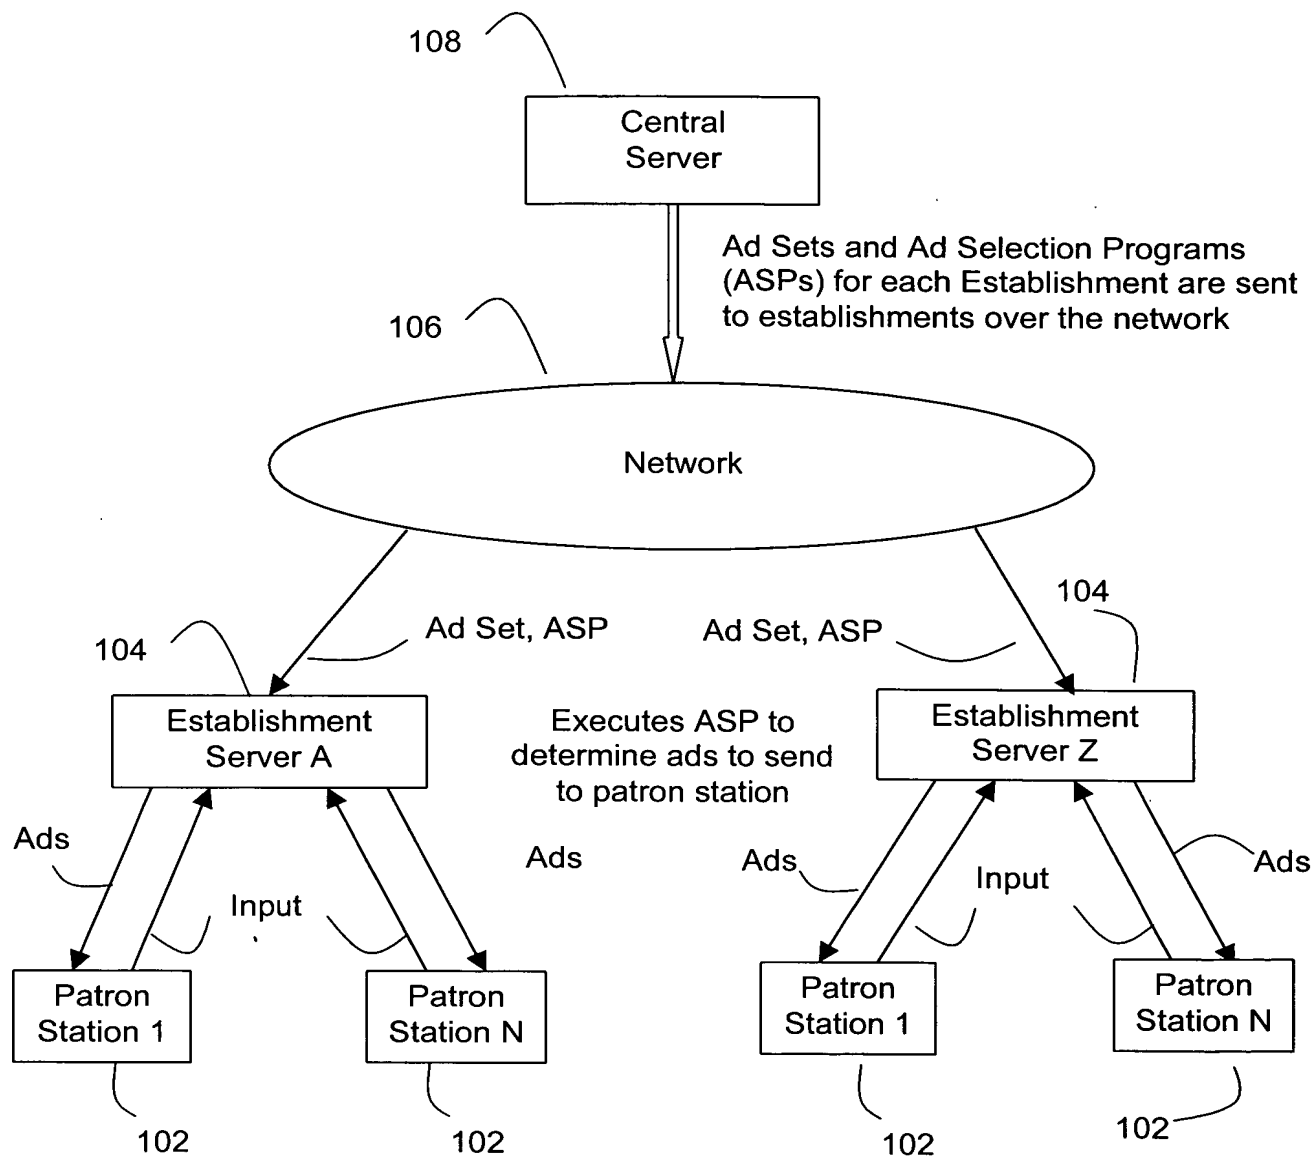 108
Central
Server
Ad Sets and Ad Selection Programs
(ASPs) for each Establishment are sent
to establishments over the network
106
Network
104
Ad Set, ASP
Ad Set, ASP
104
Establishment
Server A
Executes ASP to
determine ads to send
to patron station
Establishment
Server Z
Ads
Input
Ads
Ads
Input
Ads
Patron
Station 1
Patron
Station N
Patron
Station 1
Patron
Station N
102
102
102
102